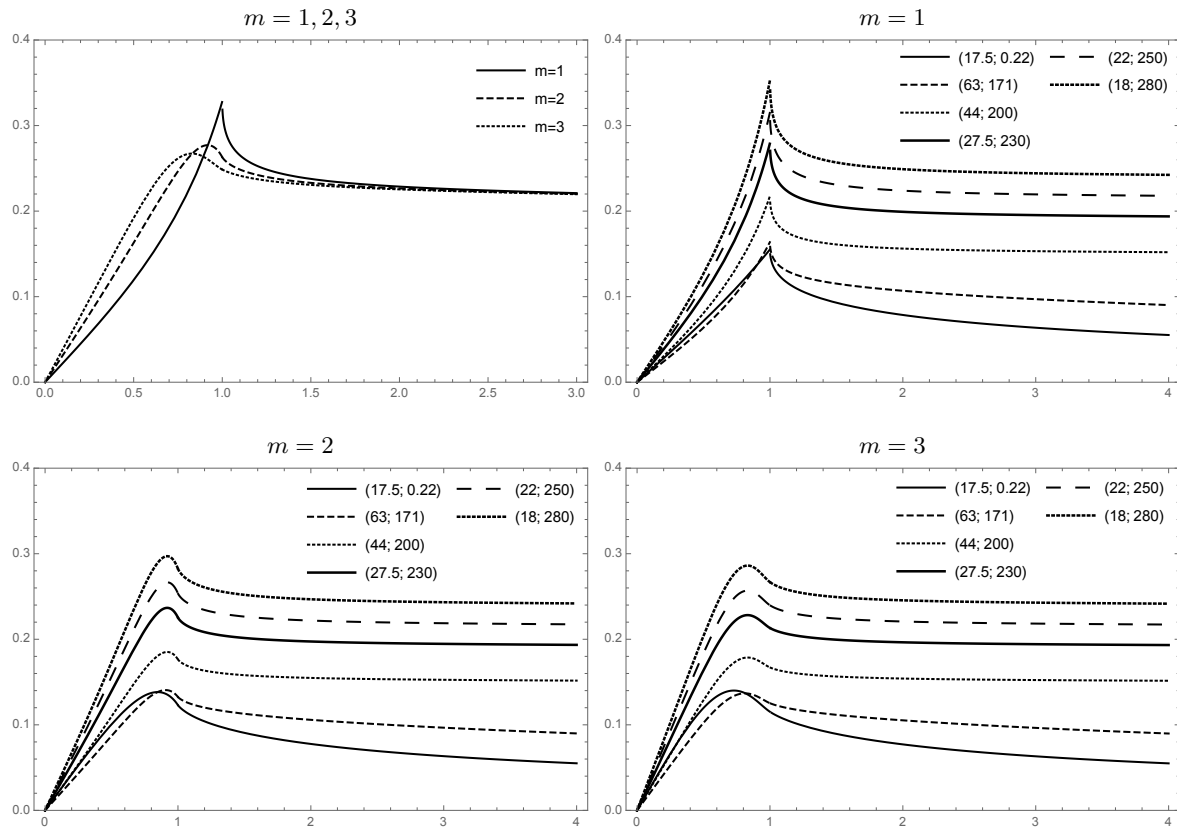 m = 1, 2, 3
0.4
0.3
0.2
0.1
0.0
0.0 0.5 1.0 1.5 2.0 2.5 3.0
m=1
m=2
m=3
m = 1
0.4
0.3
0.2
0.1
0.0
0 1 2 3 4
(17.5; 0.22) (22; 250)
(63; 171) (18; 280)
(44; 200)
(27.5; 230)
m = 2
0.4
0.3
0.2
0.1
0.0
0 1 2 3 4
(17.5; 0.22) (22; 250)
(63; 171) (18; 280)
(44; 200)
(27.5; 230)
m = 3
0.4
0.3
0.2
0.1
0.0
0 1 2 3 4
(17.5; 0.22) (22; 250)
(63; 171) (18; 280)
(44; 200)
(27.5; 230)